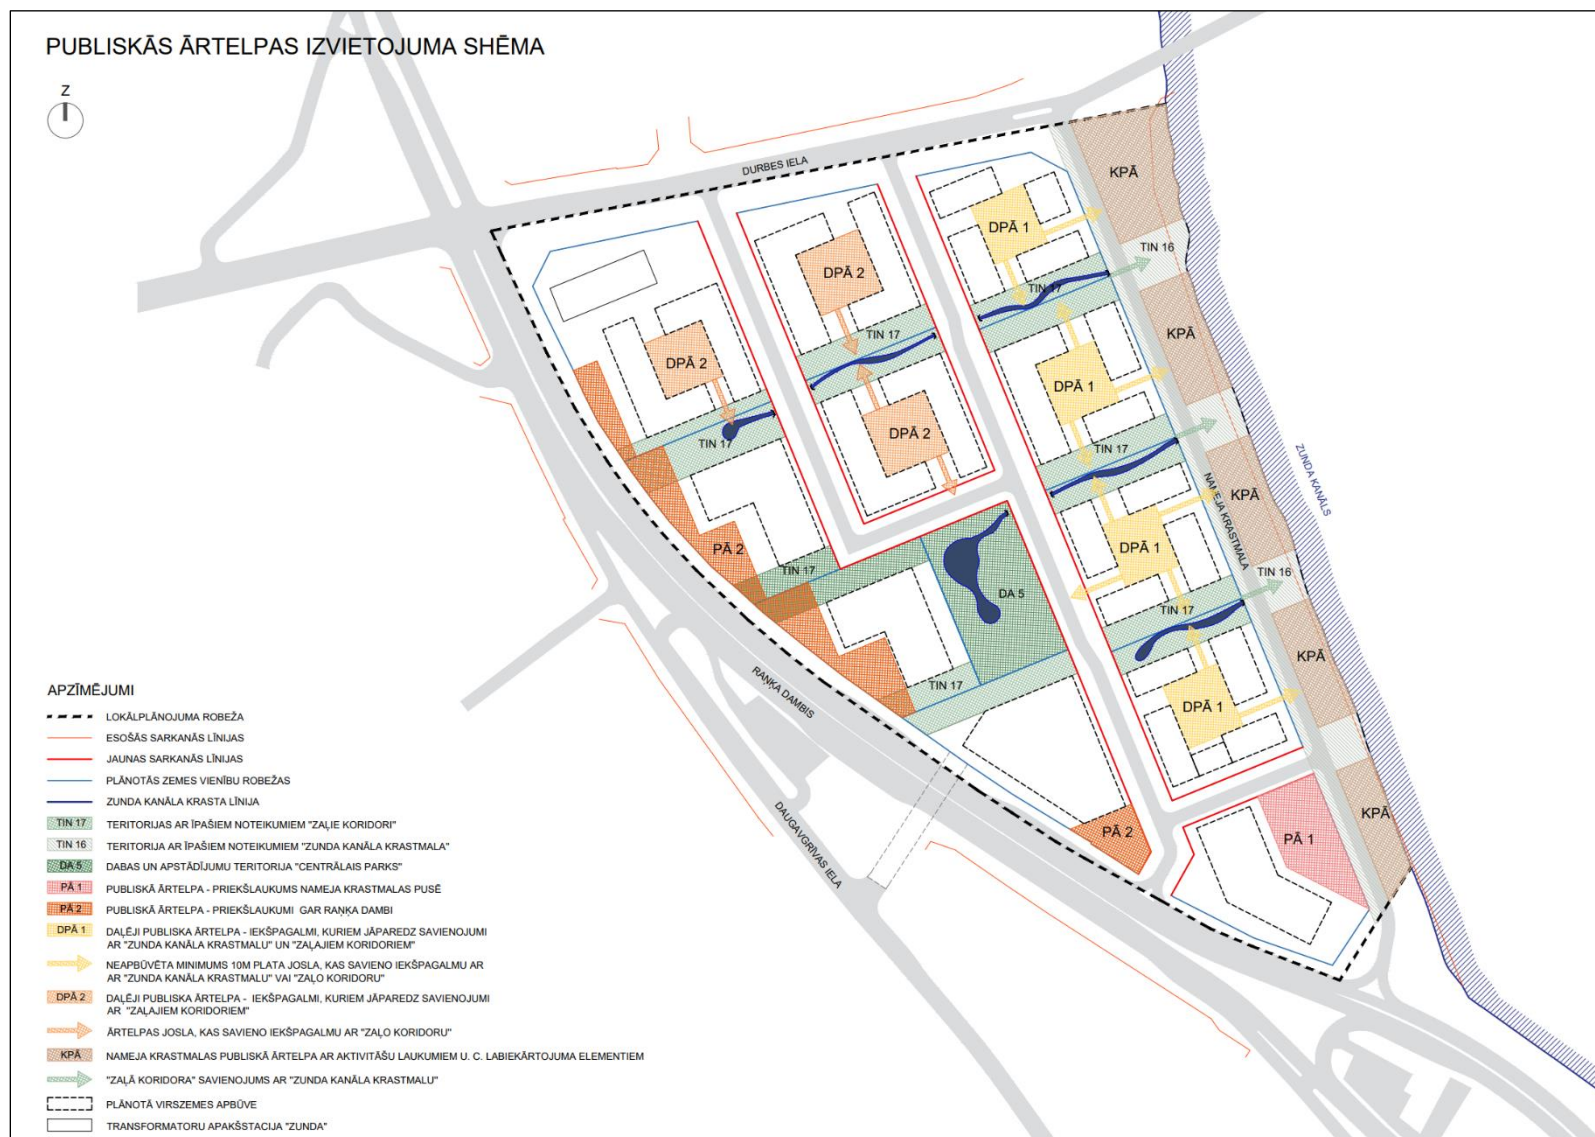 PUBLISKĀS ĀRTELPAS IZVIETOJUMA SHĒMA
Z
DURBES IELA
KPĀ
DPĀ 1
TIN 16
DPĀ 2
TIN 17
KPĀ
TIN 17
DPĀ 2
DPĀ 1
DPĀ 2
TIN 17
TIN 17
ZUNDA KANĀLS
KPĀ
NAMEJA KRASTMALA
PĀ 2
DPĀ 1
TIN 17
TIN 16
DA 5
TIN 17
KPĀ
TIN 17
RAŅĶA DAMBIS
DPĀ 1
DAUGAVGRĪVAS IELA
PĀ 2
PĀ 1
KPĀ
APZĪMĒJUMI
LOKĀLPLĀNOJUMA ROBEŽA
ESOŠĀS SARKANĀS LĪNIJAS
JAUNAS SARKANĀS LĪNIJAS
PLĀNOTĀS ZEMES VIENĪBU ROBEŽAS
ZUNDA KANĀLA KRASTA LĪNIJA
TIN 17 TERITORIJAS AR ĪPAŠIEM NOTEIKUMIEM "ZAĻIE KORIDORI"
TIN 16 TERITORIJA AR ĪPAŠIEM NOTEIKUMIEM "ZUNDA KANĀLA KRASTMALA"
DA 5 DABAS UN APSTĀDĪJUMU TERITORIJA "CENTRĀLAIS PARKS"
PĀ 1 PUBLISKĀ ĀRTELPA - PRIEKŠLAUKUMS NAMEJA KRASTMALAS PUSĒ
PĀ 2 PUBLISKĀ ĀRTELPA - PRIEKŠLAUKUMI GAR RAŅĶA DAMBI
DPĀ 1 DAĻĒJI PUBLISKA ĀRTELPA - IEKŠPAGALMI, KURIEM JĀPAREDZ SAVIENOJUMI
AR "ZUNDA KANĀLA KRASTMALU" UN "ZAĻAJIEM KORIDORIEM"
NEAPBŪVĒTA MINIMUMS 10M PLATA JOSLA, KAS SAVIENO IEKŠPAGALMU AR
AR "ZUNDA KANĀLA KRASTMALU" VAI "ZAĻO KORIDORU"
DPĀ 2 DAĻĒJI PUBLISKA ĀRTELPA - IEKŠPAGALMI, KURIEM JĀPAREDZ SAVIENOJUMI
AR "ZAĻAJIEM KORIDORIEM"
ĀRTELPAS JOSLA, KAS SAVIENO IEKŠPAGALMU AR "ZAĻO KORIDORU"
KPĀ NAMEJA KRASTMALAS PUBLISKĀ ĀRTELPA AR AKTIVITĀŠU LAUKUMIEM U. C. LABIEKĀRTOJUMA ELEMENTIEM
"ZAĻĀ KORIDORA" SAVIENOJUMS AR "ZUNDA KANĀLA KRASTMALU"
PLĀNOTĀ VIRSZEMES APBŪVE
TRANSFORMATORU APAKŠSTACIJA "ZUNDA"